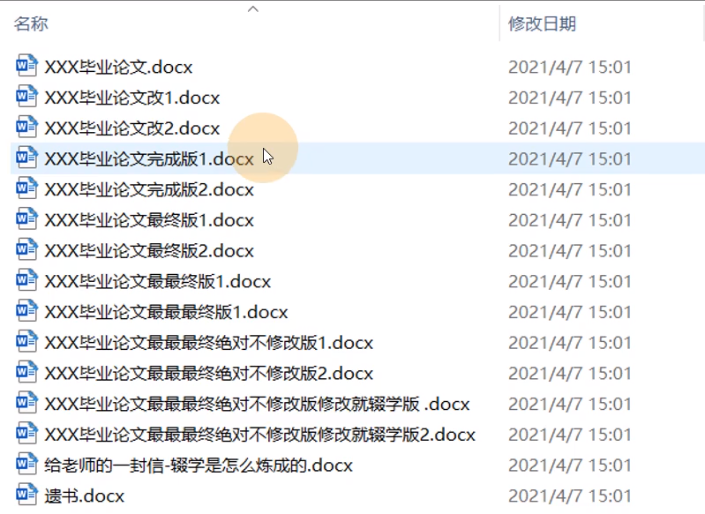 名称 修改日期
XXX毕业论文.docx 2021/4/7 15:01
XXX毕业论文改1.docx 2021/4/7 15:01
XXX毕业论文改2.docx 2021/4/7 15:01
XXX毕业论文完成版1.docx 2021/4/7 15:01
XXX毕业论文完成版2.docx 2021/4/7 15:01
XXX毕业论文最终版1.docx 2021/4/7 15:01
XXX毕业论文最终版2.docx 2021/4/7 15:01
XXX毕业论文最最终版1.docx 2021/4/7 15:01
XXX毕业论文最最最终版1.docx 2021/4/7 15:01
XXX毕业论文最最最终绝对不修改版1.docx 2021/4/7 15:01
XXX毕业论文最最最终绝对不修改版2.docx 2021/4/7 15:01
XXX毕业论文最最最终绝对不修改版修改就辍学版 .docx 2021/4/7 15:01
XXX毕业论文最最最终绝对不修改版修改就辍学版2.docx 2021/4/7 15:01
给老师的一封信-辍学是怎么炼成的.docx 2021/4/7 15:01
遗书.docx 2021/4/7 15:01